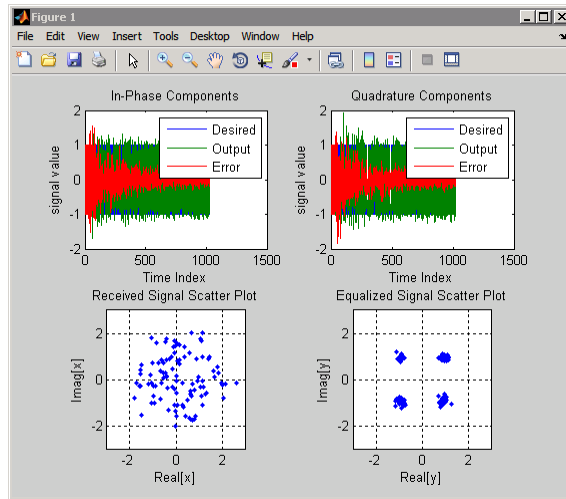 Figure 1
File Edit View Insert Tools Desktop Window Help
In-Phase Components
signal value
2
1
0
-1
-2
0 500 1000 1500
Time Index
Desired
Output
Error
Quadrature Components
signal value
2
1
0
-1
-2
0 500 1000 1500
Time Index
Desired
Output
Error
Received Signal Scatter Plot
Imag[x]
2
0
-2
-2 0 2
Real[x]
Equalized Signal Scatter Plot
Imag[y]
2
0
-2
-2 0 2
Real[y]